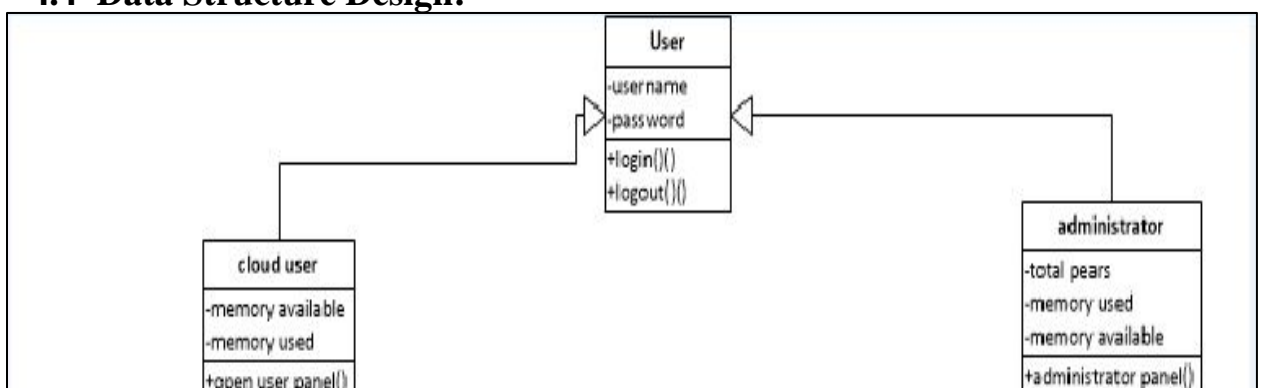 4.4 Data Structure Design:
User
-username
-password
+login()()
+logout()()
cloud user
-memory available
-memory used
+open user panel()
administrator
-total pears
-memory used
-memory available
+administrator panel()